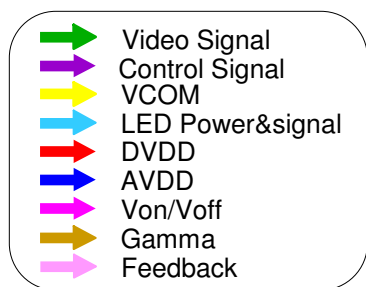 Video Signal
Control Signal
VCOM
LED Power&signal
DVDD
AVDD
Von/Voff
Gamma
Feedback